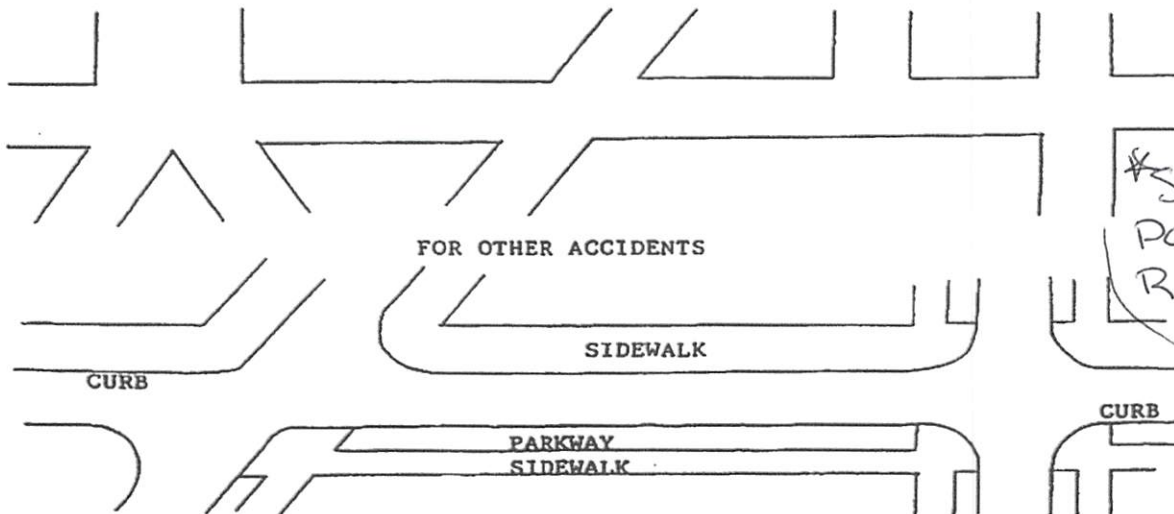 FOR OTHER ACCIDENTS
SIDEWALK
CURB
CURB
PARKWAY
SIDEWALK